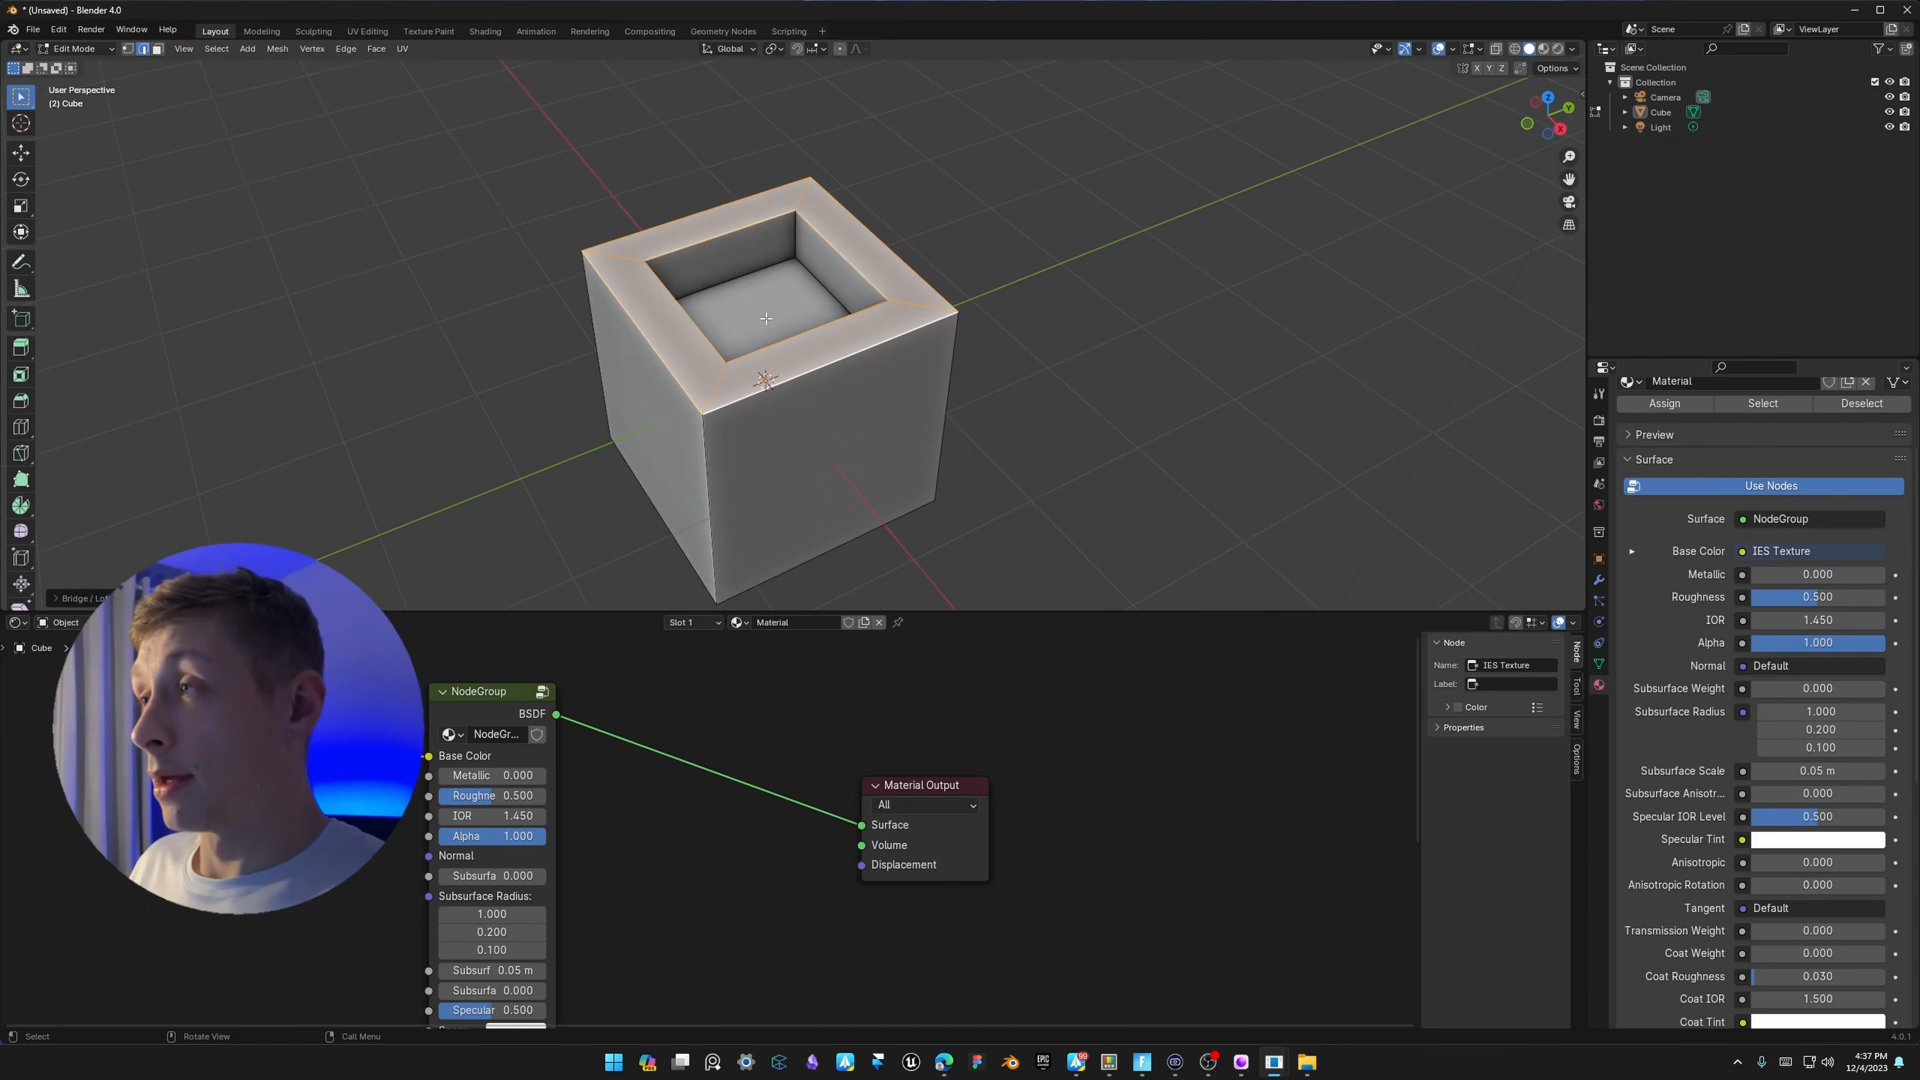 * (Unsaved) - Blender 4.0
File Edit Render Window Help
Layout Modeling Sculpting UV Editing Texture Paint Shading Animation Rendering Compositing Geometry Nodes Scripting +
Scene
ViewLayer
Edit Mode View Select Add Mesh Vertex Edge Face UV
Global
X Y Z Options
User Perspective
(2) Cube
Z
Y
X
Scene Collection
Collection
Camera
Cube
Light
Material
Assign Select Deselect
Preview
Surface
Use Nodes
Surface NodeGroup
Base Color IES Texture
Metallic 0.000
Roughness 0.500
IOR 1.450
Alpha 1.000
Normal Default
Subsurface Weight 0.000
Subsurface Radius 1.000
0.200
0.100
Subsurface Scale 0.05 m
Subsurface Anisotr... 0.000
Specular IOR Level 0.500
Specular Tint
Anisotropic 0.000
Anisotropic Rotation 0.000
Tangent Default
Transmission Weight 0.000
Coat Weight 0.000
Coat Roughness 0.030
Coat IOR 1.500
Coat Tint
Bridge /
Object
Slot 1
Material
Cube
NodeGroup
BSDF
NodeGr...
Base Color
Metallic 0.000
Roughne 0.500
IOR 1.450
Alpha 1.000
Normal
Subsurfa 0.000
Subsurface Radius:
1.000
0.200
0.100
Subsurf 0.05 m
Subsurfa 0.000
Specular 0.500
Material Output
All
Surface
Volume
Displacement
Node
Name: IES Texture
Label:
Color
Properties
Node
Tool
View
Options
Select
Rotate View
Call Menu
4.0.1
99
EPIC
4:37 PM
12/4/2023